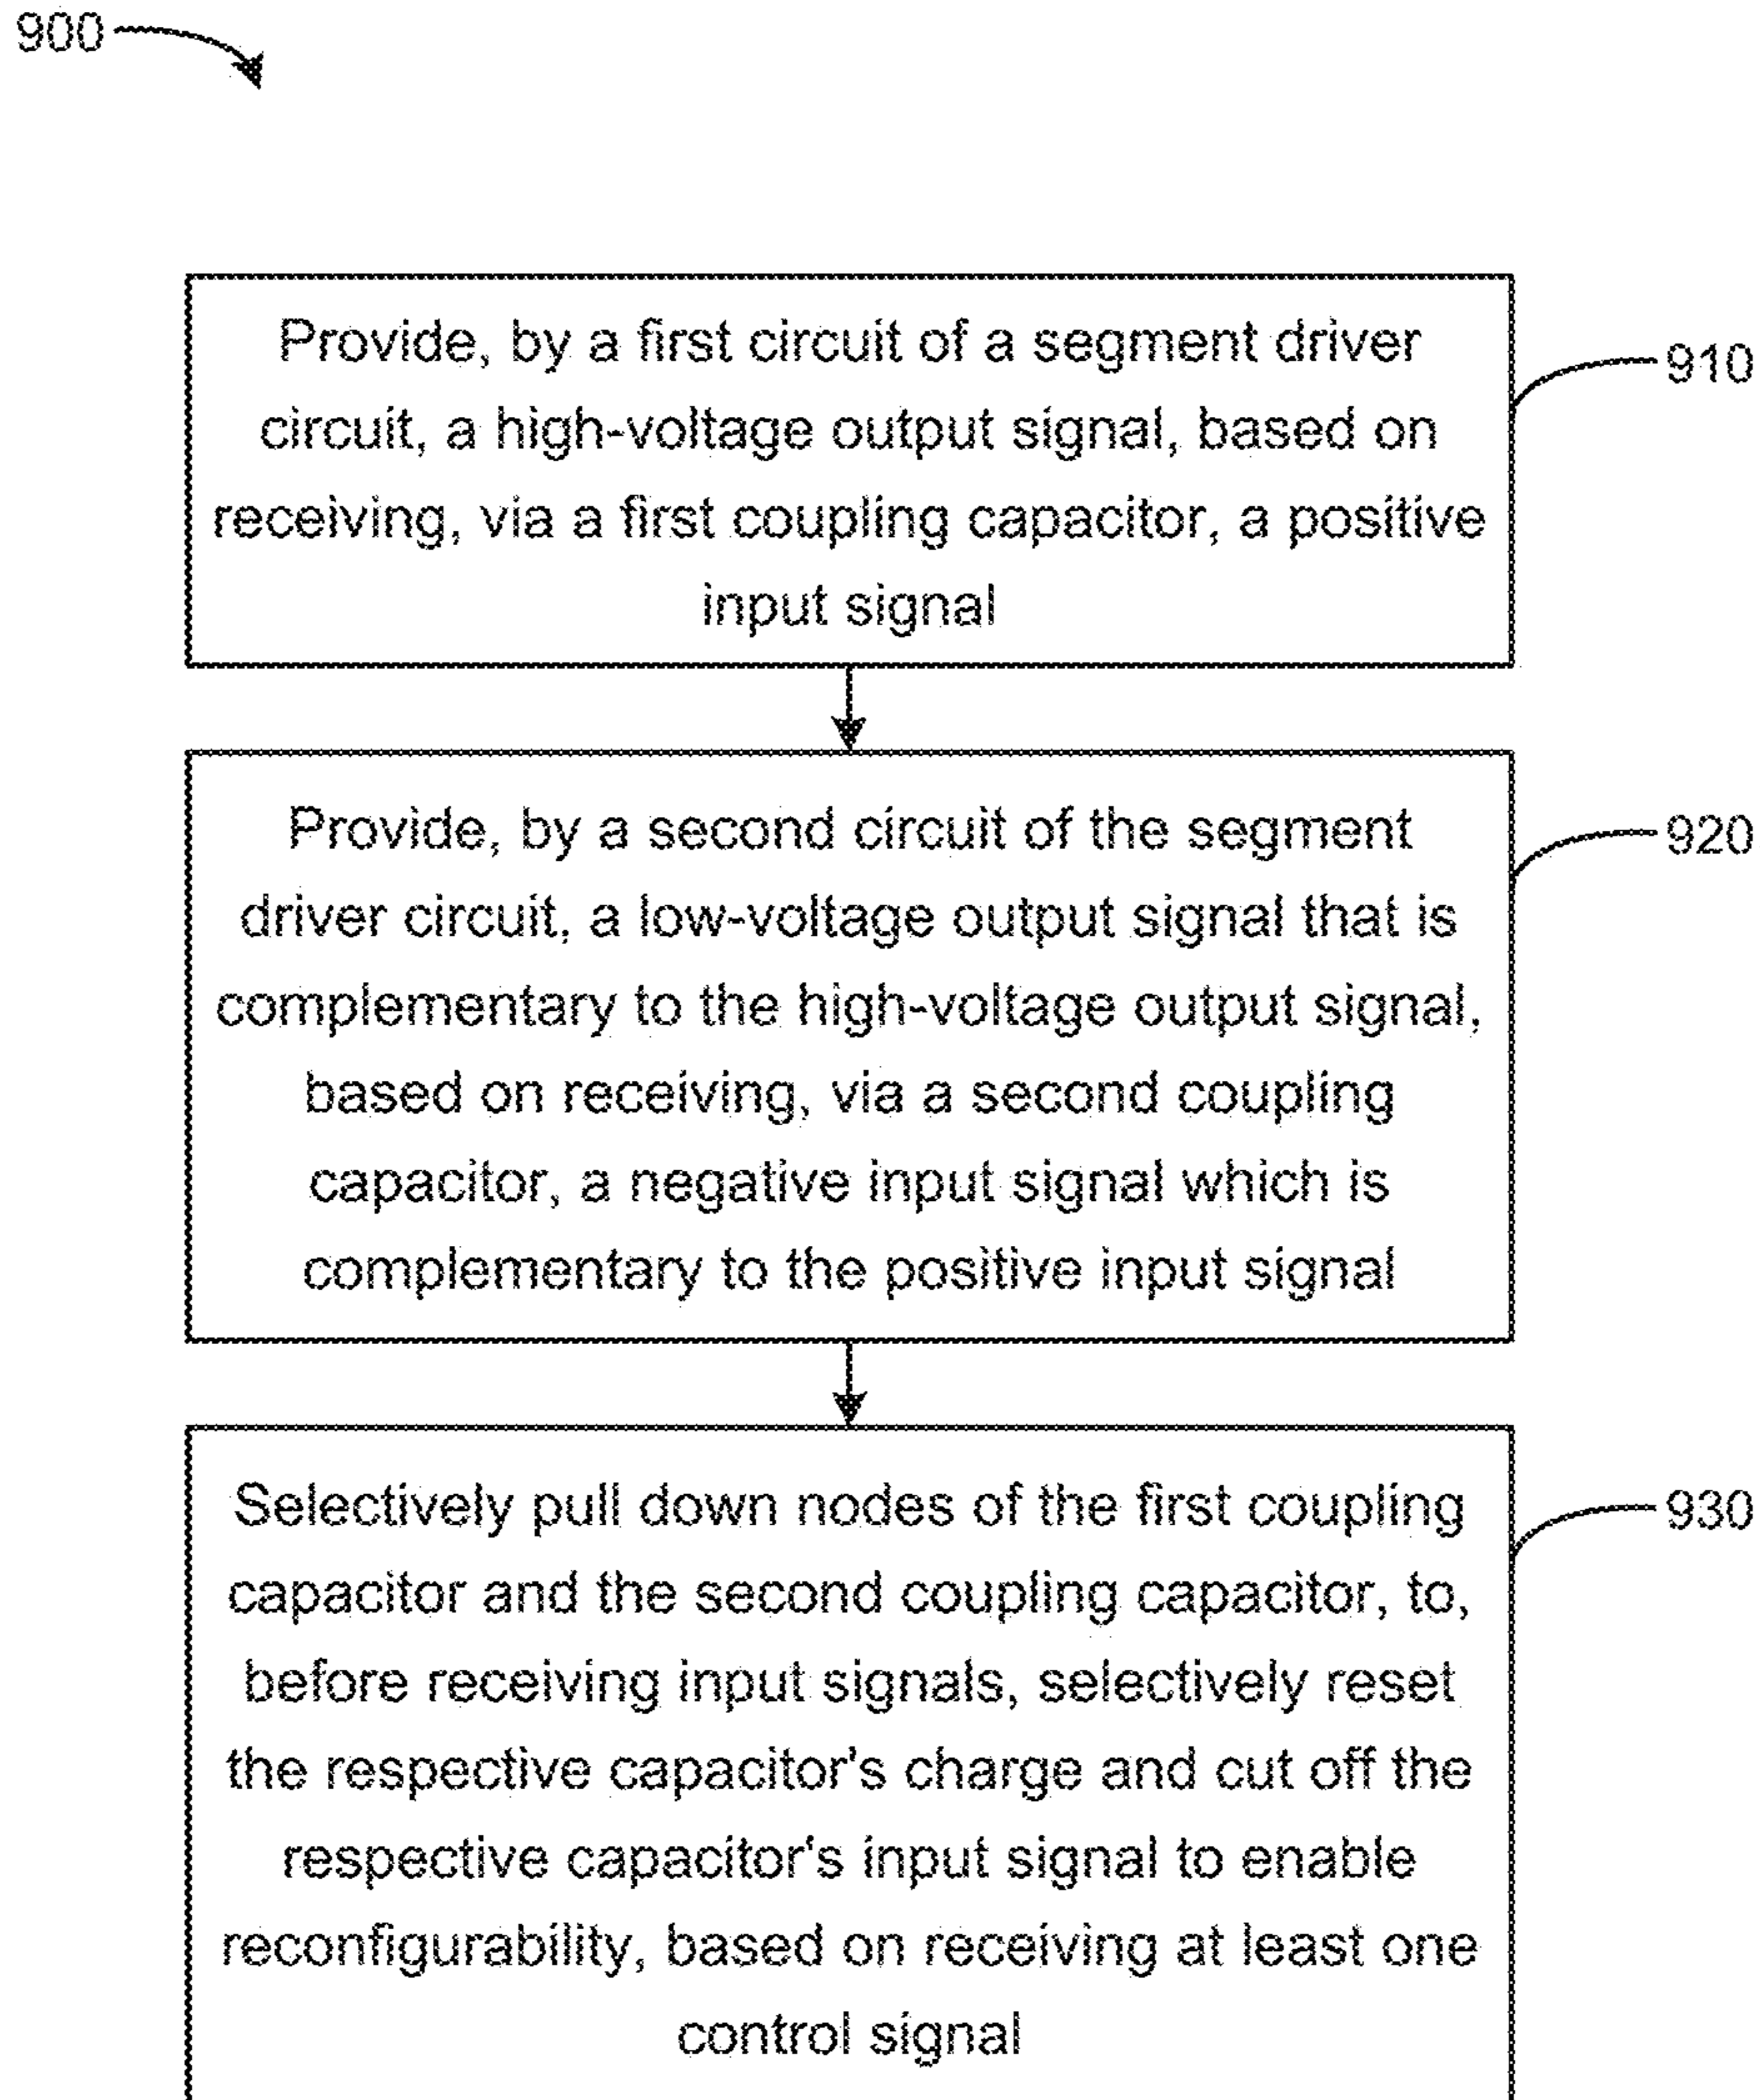 900
Provide, by a first circuit of a segment driver
circuit, a high-voltage output signal, based on
receiving, via a first coupling capacitor, a positive
input signal
910
Provide, by a second circuit of the segment
driver circuit, a low-voltage output signal that is
complementary to the high-voltage output signal,
based on receiving, via a second coupling
capacitor, a negative input signal which is
complementary to the positive input signal
920
Selectively pull down nodes of the first coupling
capacitor and the second coupling capacitor, to,
before receiving input signals, selectively reset
the respective capacitor's charge and cut off the
respective capacitor's input signal to enable
reconfigurability, based on receiving at least one
control signal
930